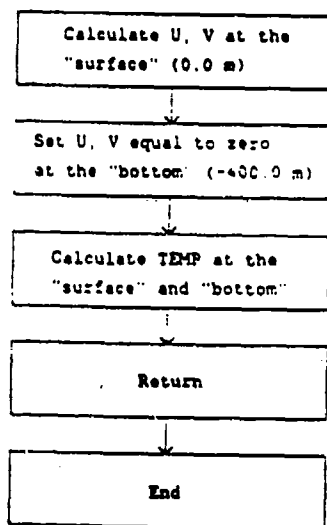 Calculate U, V at the
"surface" (0.0 m)
Set U, V equal to zero
at the "bottom" (-400.0 m)
Calculate TEMP at the
"surface" and "bottom"
Return
End